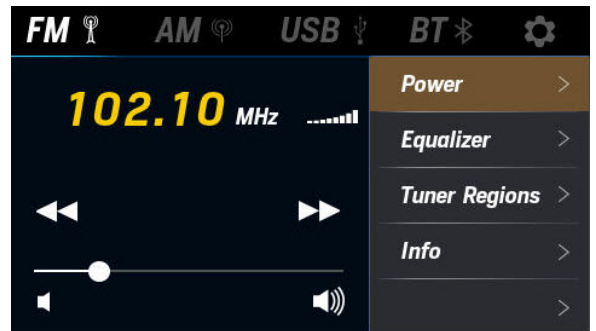 FM AM USB BT
102.10 MHz
Power
Equalizer
Tuner Regions
Info